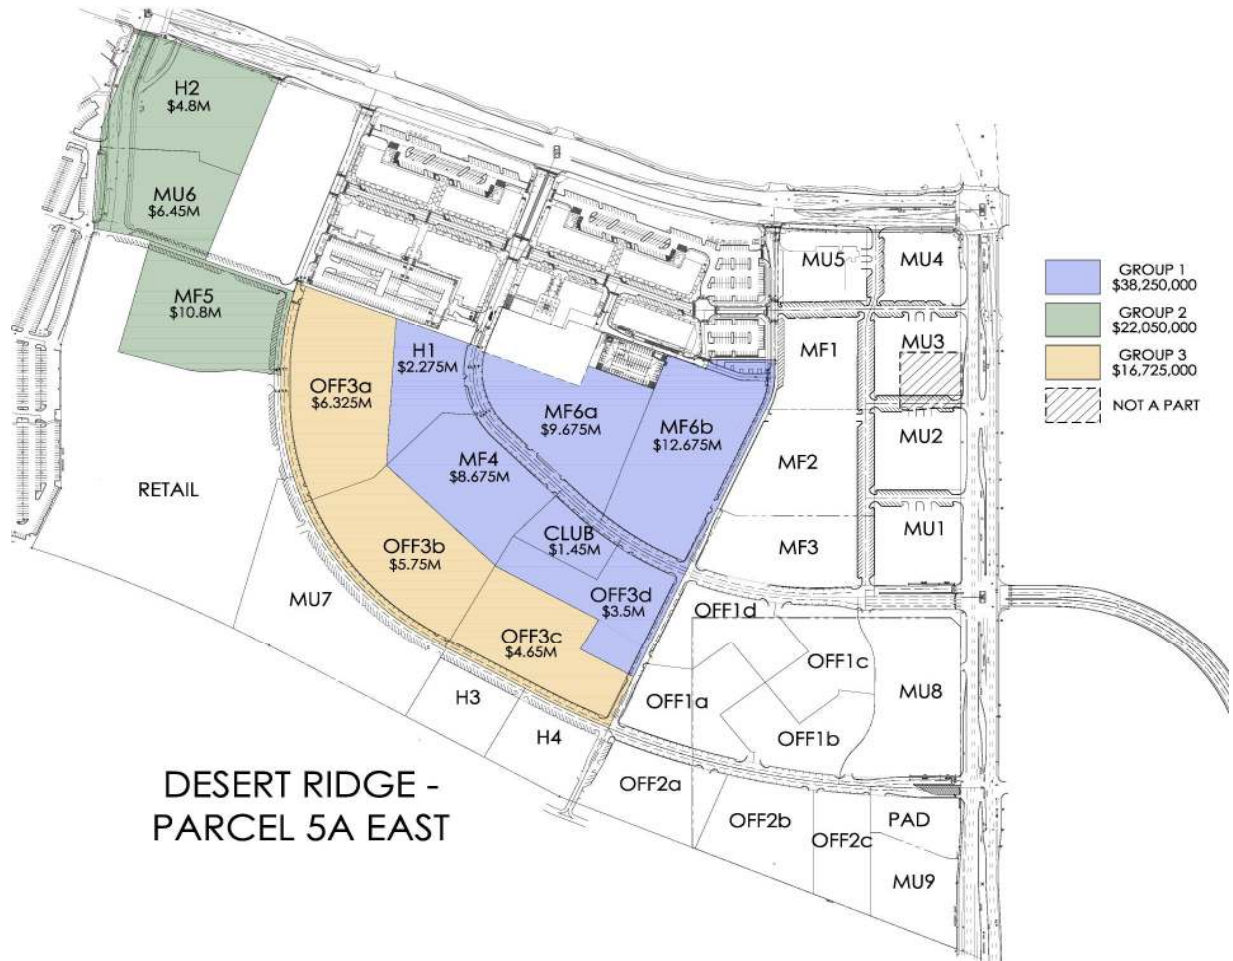 H2
$4.8M
MU6
$6.45M
MF5
$10.8M
OFF3a
$6.325M
H1
$2.275M
MF6a
$9.675M
MF6b
$12.675M
MF4
$8.675M
CLUB
$1.45M
OFF3b
$5.75M
OFF3d
$3.5M
OFF3c
$4.65M
RETAIL
MU7
H3
H4
MU5
MU4
MF1
MU3
MU2
MF2
MU1
MF3
OFF1d
OFF1c
OFF1a
MU8
OFF1b
OFF2a
OFF2b
OFF2c
PAD
MU9
GROUP 1
$38,250,000
GROUP 2
$22,050,000
GROUP 3
$16,725,000
NOT A PART
DESERT RIDGE -
PARCEL 5A EAST